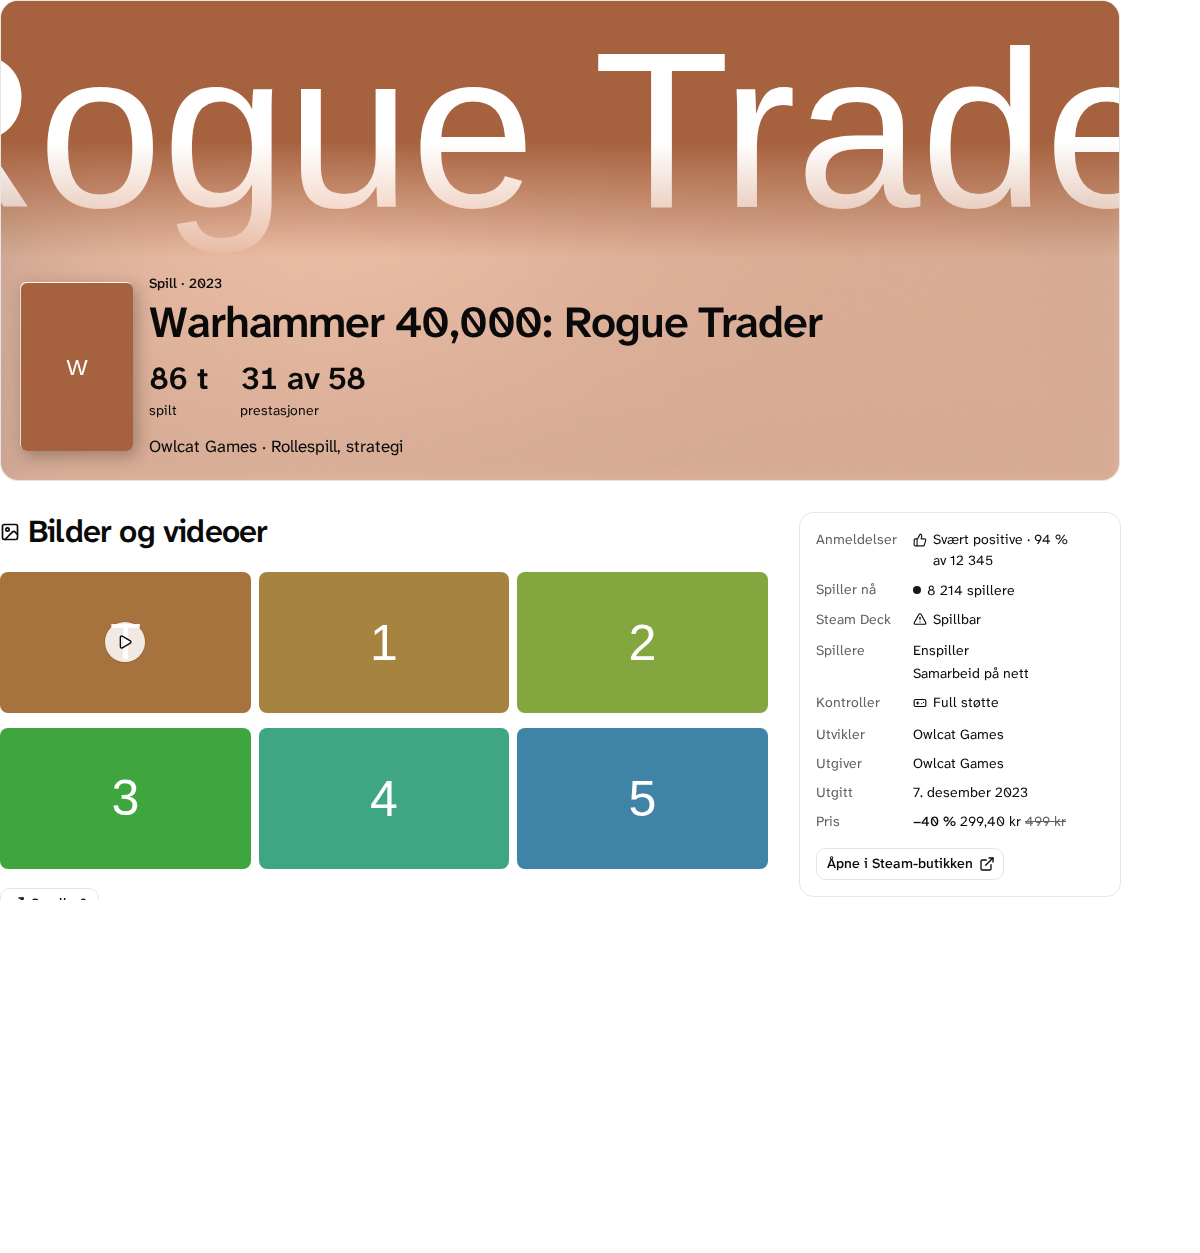 Rogue Trade
Spill · 2023
Warhammer 40,000: Rogue Trader
W
86 t 31 av 58
spilt prestasjoner
Owlcat Games · Rollespill, strategi
Bilder og videoer
T
1
2
3
4
5
Anmeldelser Svært positive · 94 %
av 12 345
Spiller nå 8 214 spillere
Steam Deck Spillbar
Spillere Enspiller
Samarbeid på nett
Kontroller Full støtte
Utvikler Owlcat Games
Utgiver Owlcat Games
Utgitt 7. desember 2023
Pris −40 % 299,40 kr 499 kr
Åpne i Steam-butikken